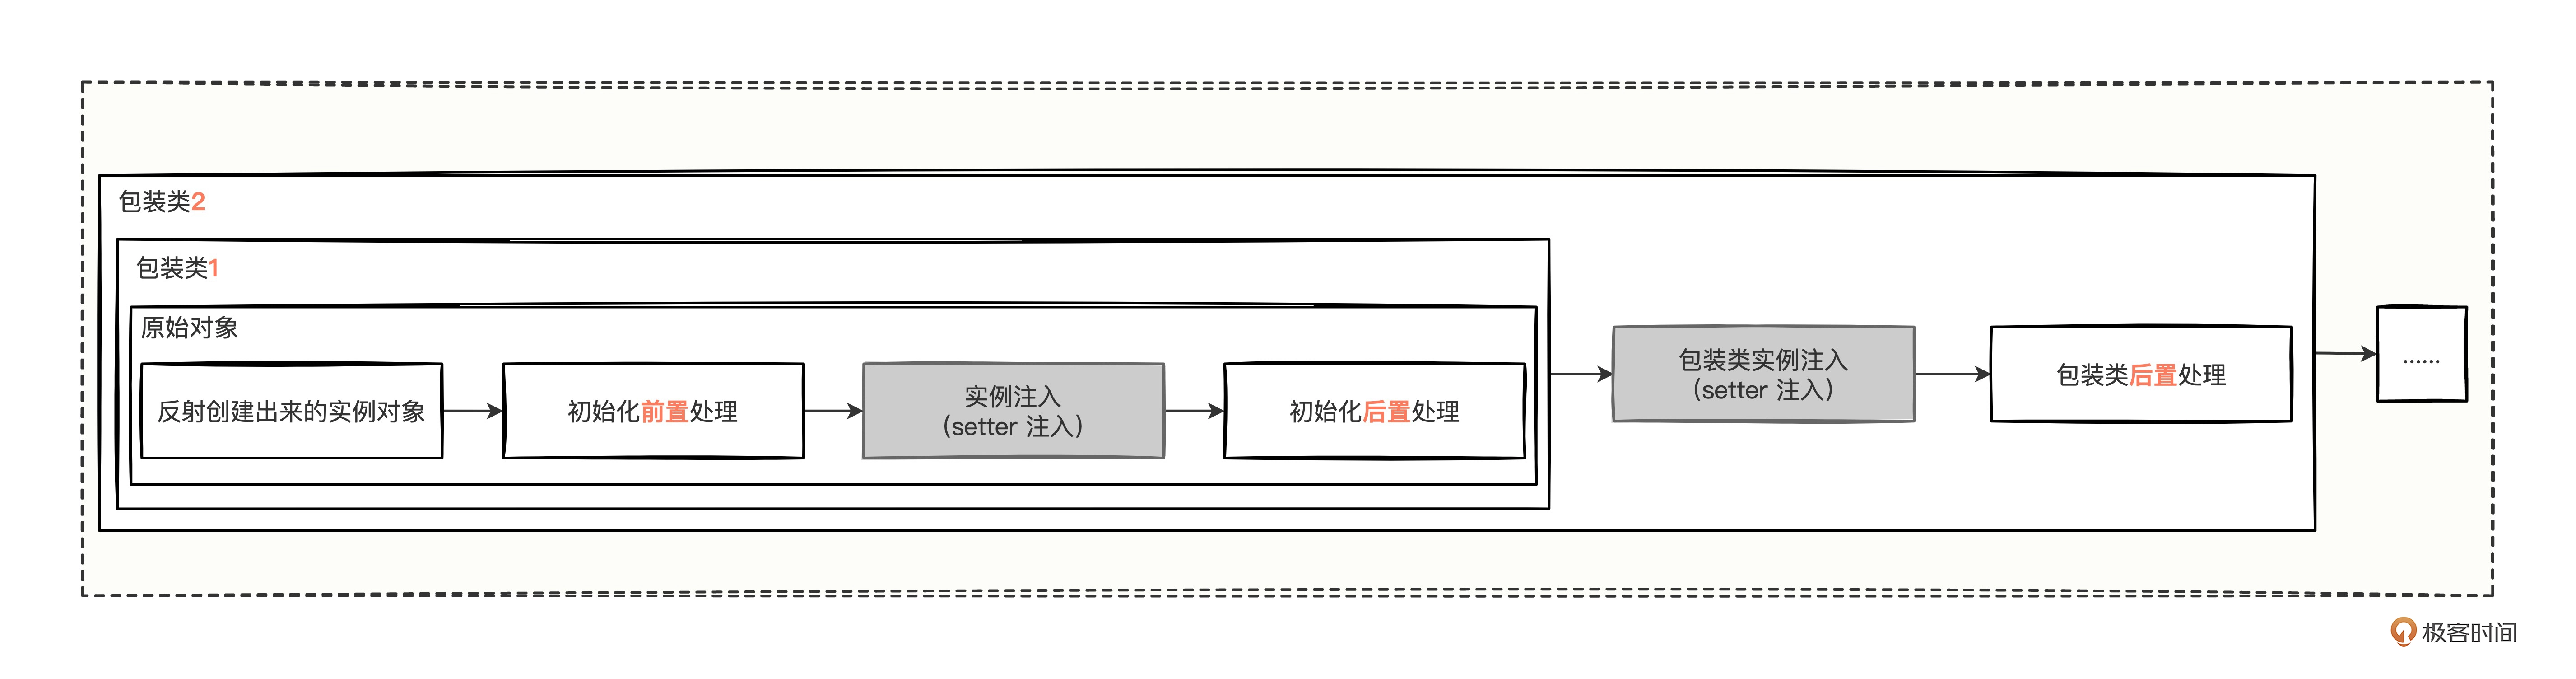 包装类2
包装类1
原始对象
反射创建出来的实例对象
初始化前置处理
实例注入
(setter 注入)
初始化后置处理
包装类实例注入
(setter 注入)
包装类后置处理
......
极客时间